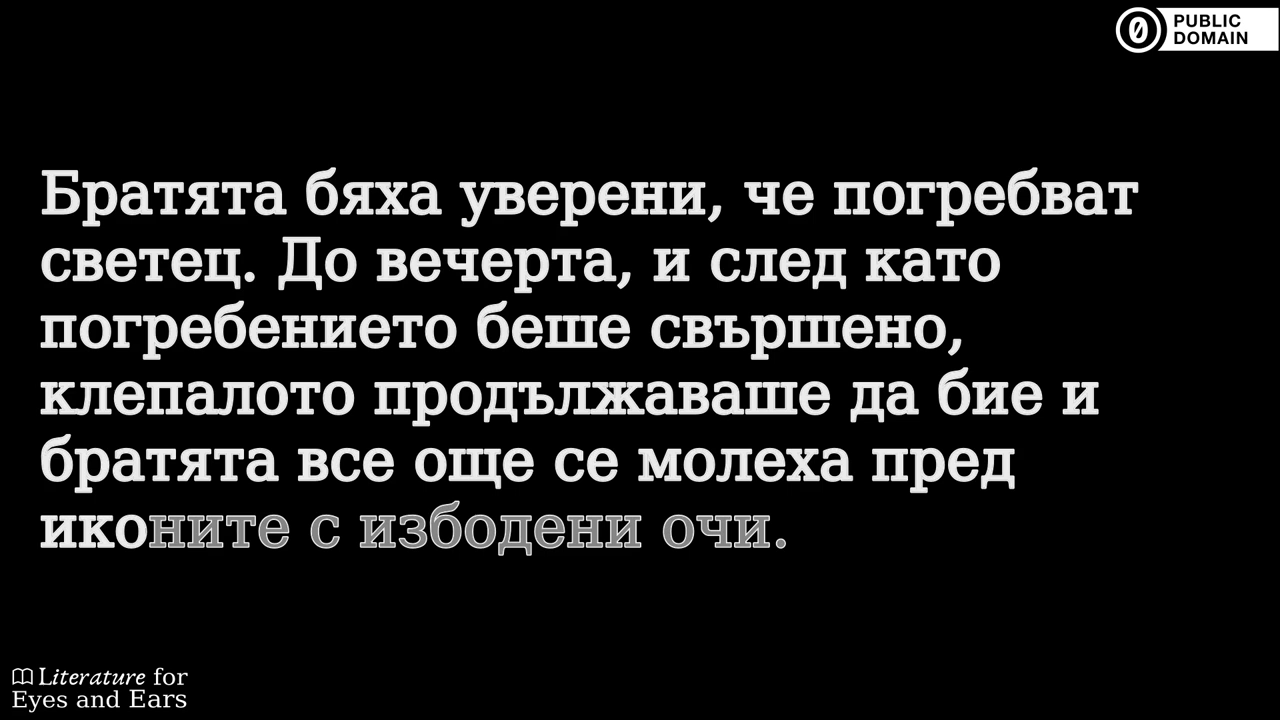 PUBLIC
DOMAIN
Братята бяха уверени, че погребват
светец. До вечерта, и след като
погребението беше свършено,
клепалото продължаваше да бие и
братята все още се молеха пред
иконите с избодени очи.
Literature for
Eyes and Ears